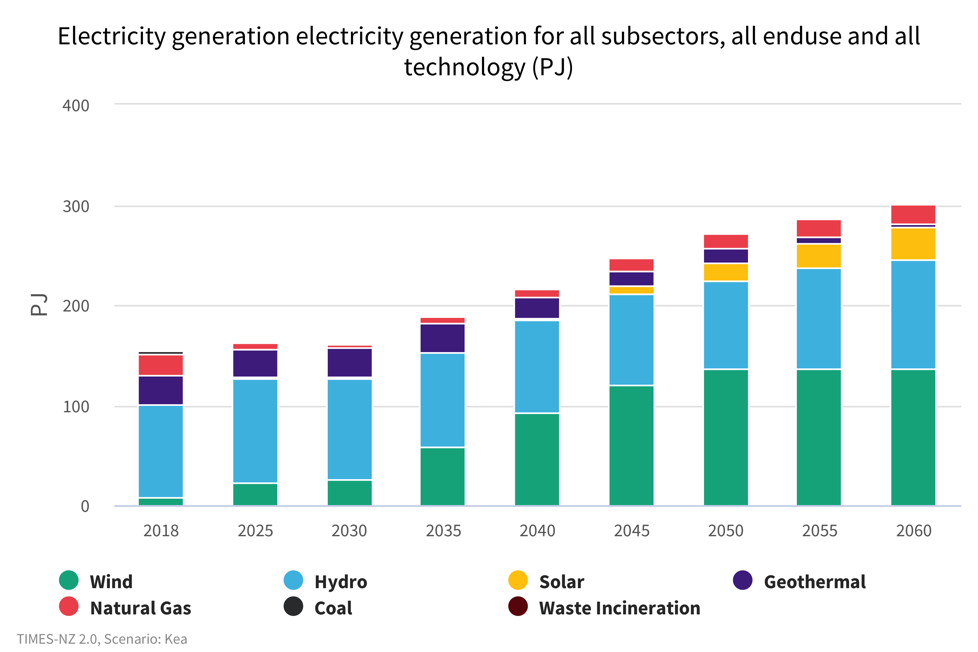 Electricity generation electricity generation for all subsectors, all enduse and all
technology (PJ)
400
300
200
100
0
PJ
2018 2025 2030 2035 2040 2045 2050 2055 2060
Wind Hydro Solar Geothermal
Natural Gas Coal Waste Incineration
TIMES-NZ 2.0, Scenario: Kea